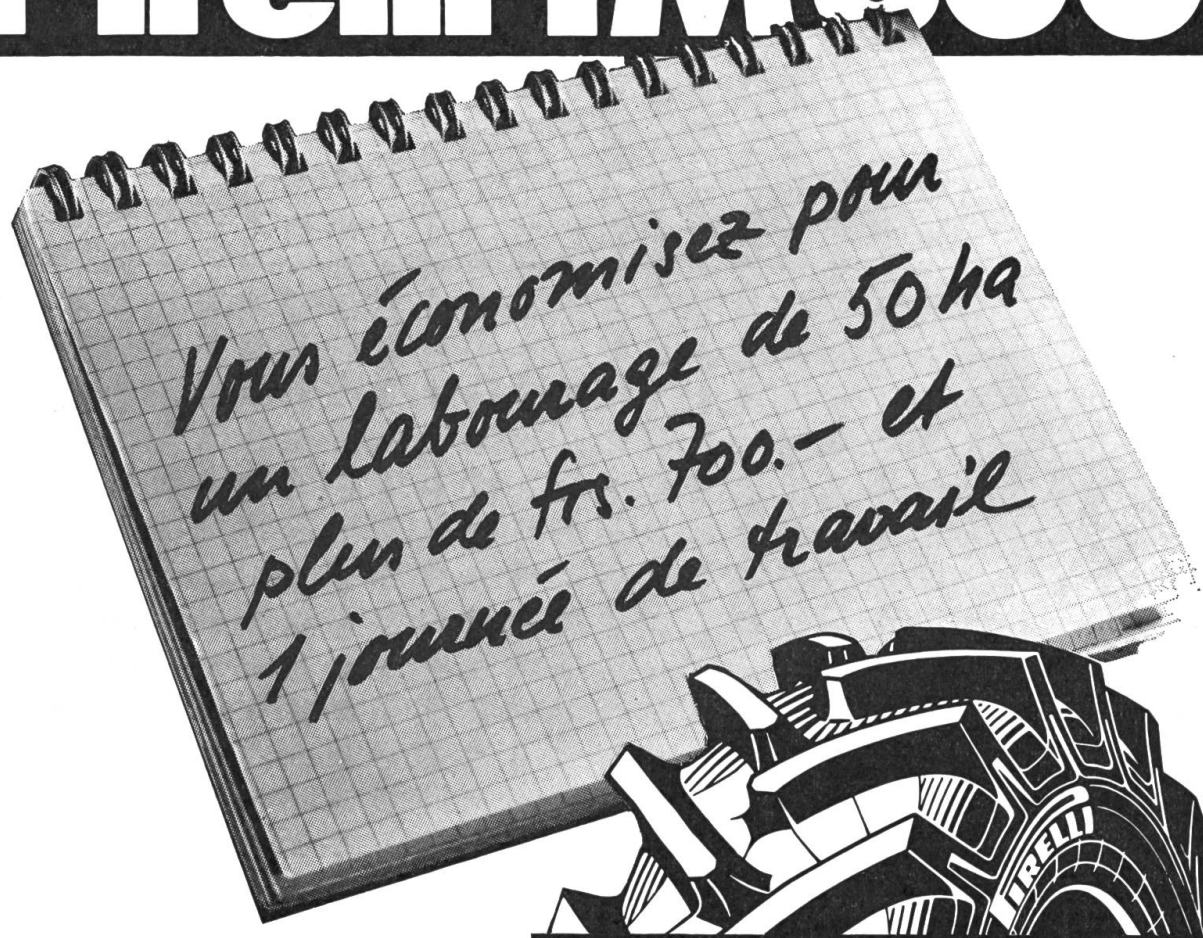 Vous économisez pour
un labourage de 50 ha
plus de frs. 700.– et
1 journée de travail
PIRELLI